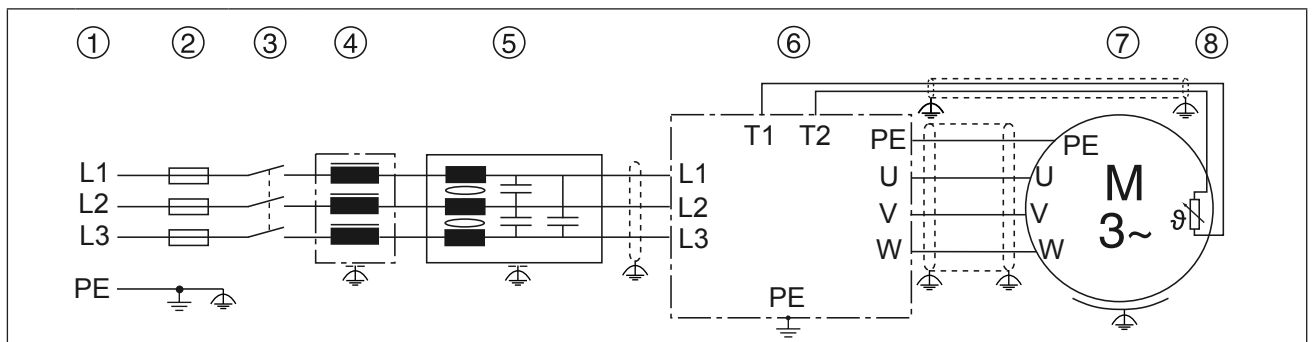 ① ② ③ ④ ⑤ ⑥ ⑦ ⑧
T1 T2
PE PE
L1 L1 U U M
L2 L2 V V 3~ ϑ
L3 L3 W W
PE PE